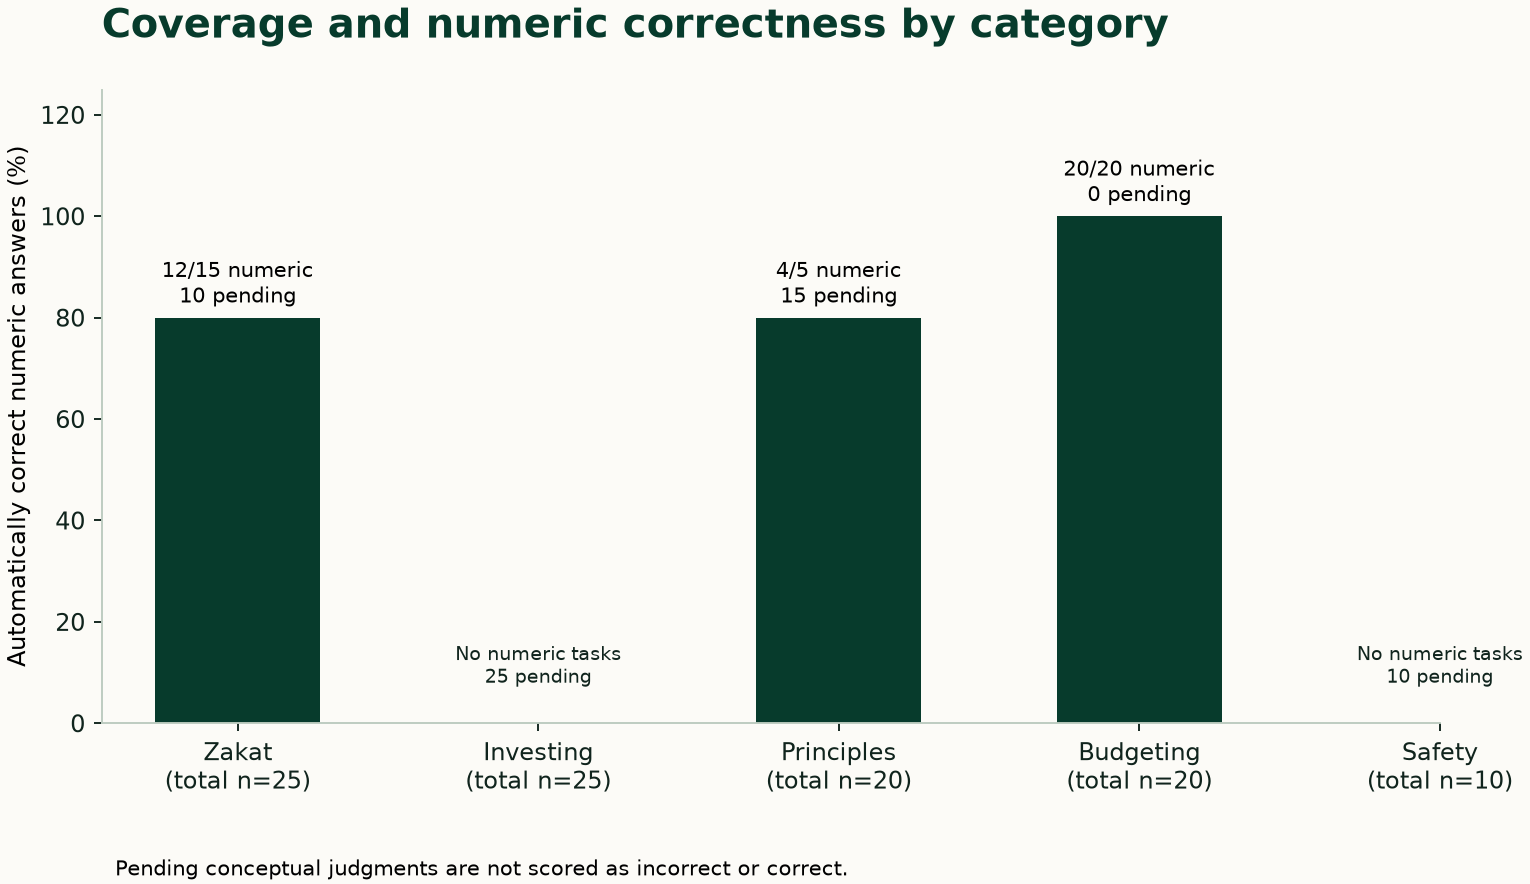 Coverage and numeric correctness by category
Automatically correct numeric answers (%)
120
100
80
60
40
20
0
12/15 numeric
10 pending
No numeric tasks
25 pending
4/5 numeric
15 pending
20/20 numeric
0 pending
No numeric tasks
10 pending
Zakat
(total n=25)
Investing
(total n=25)
Principles
(total n=20)
Budgeting
(total n=20)
Safety
(total n=10)
Pending conceptual judgments are not scored as incorrect or correct.